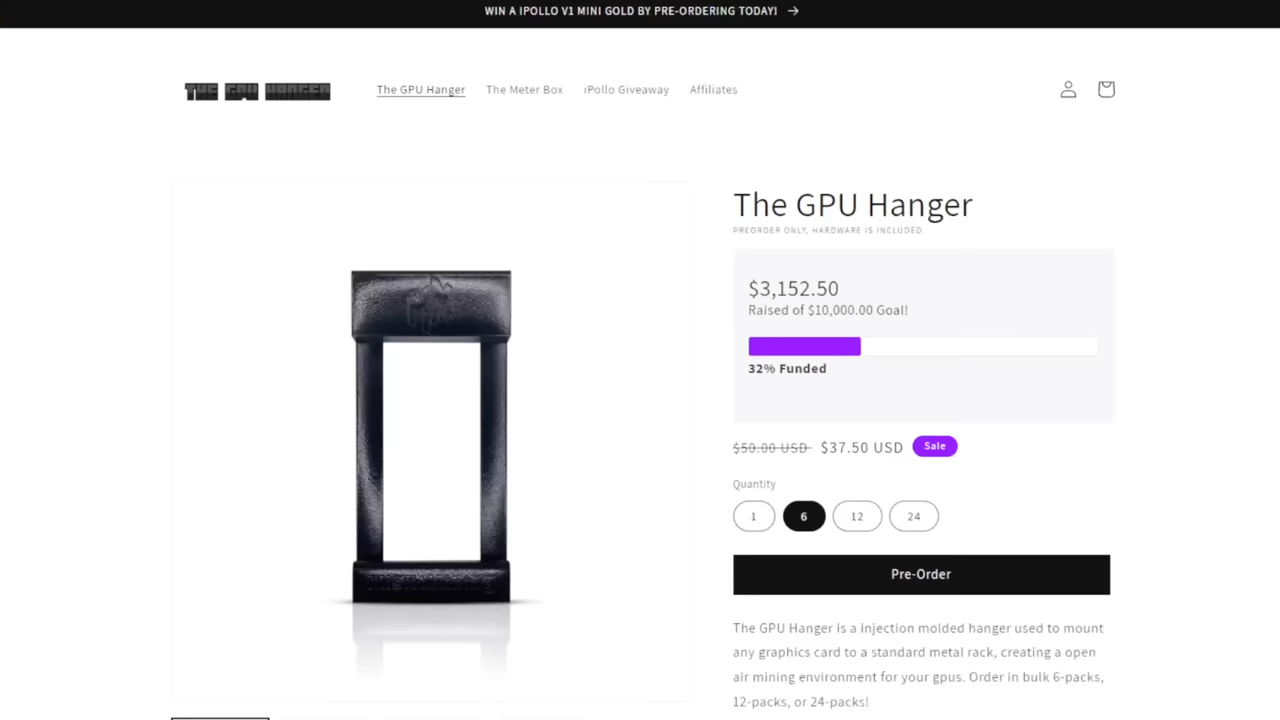 WIN A IPOLLO V1 MINI GOLD BY PRE-ORDERING TODAY! →
THE GPU HANGER
The GPU Hanger
The Meter Box
iPollo Giveaway
Affiliates
The GPU Hanger
PREORDER ONLY, HARDWARE IS INCLUDED
$3,152.50
Raised of $10,000.00 Goal!
32% Funded
$50.00 USD $37.50 USD Sale
Quantity
1 6 12 24
Pre-Order
The GPU Hanger is a injection molded hanger used to mount
any graphics card to a standard metal rack, creating a open
air mining environment for your gpus. Order in bulk 6-packs,
12-packs, or 24-packs!